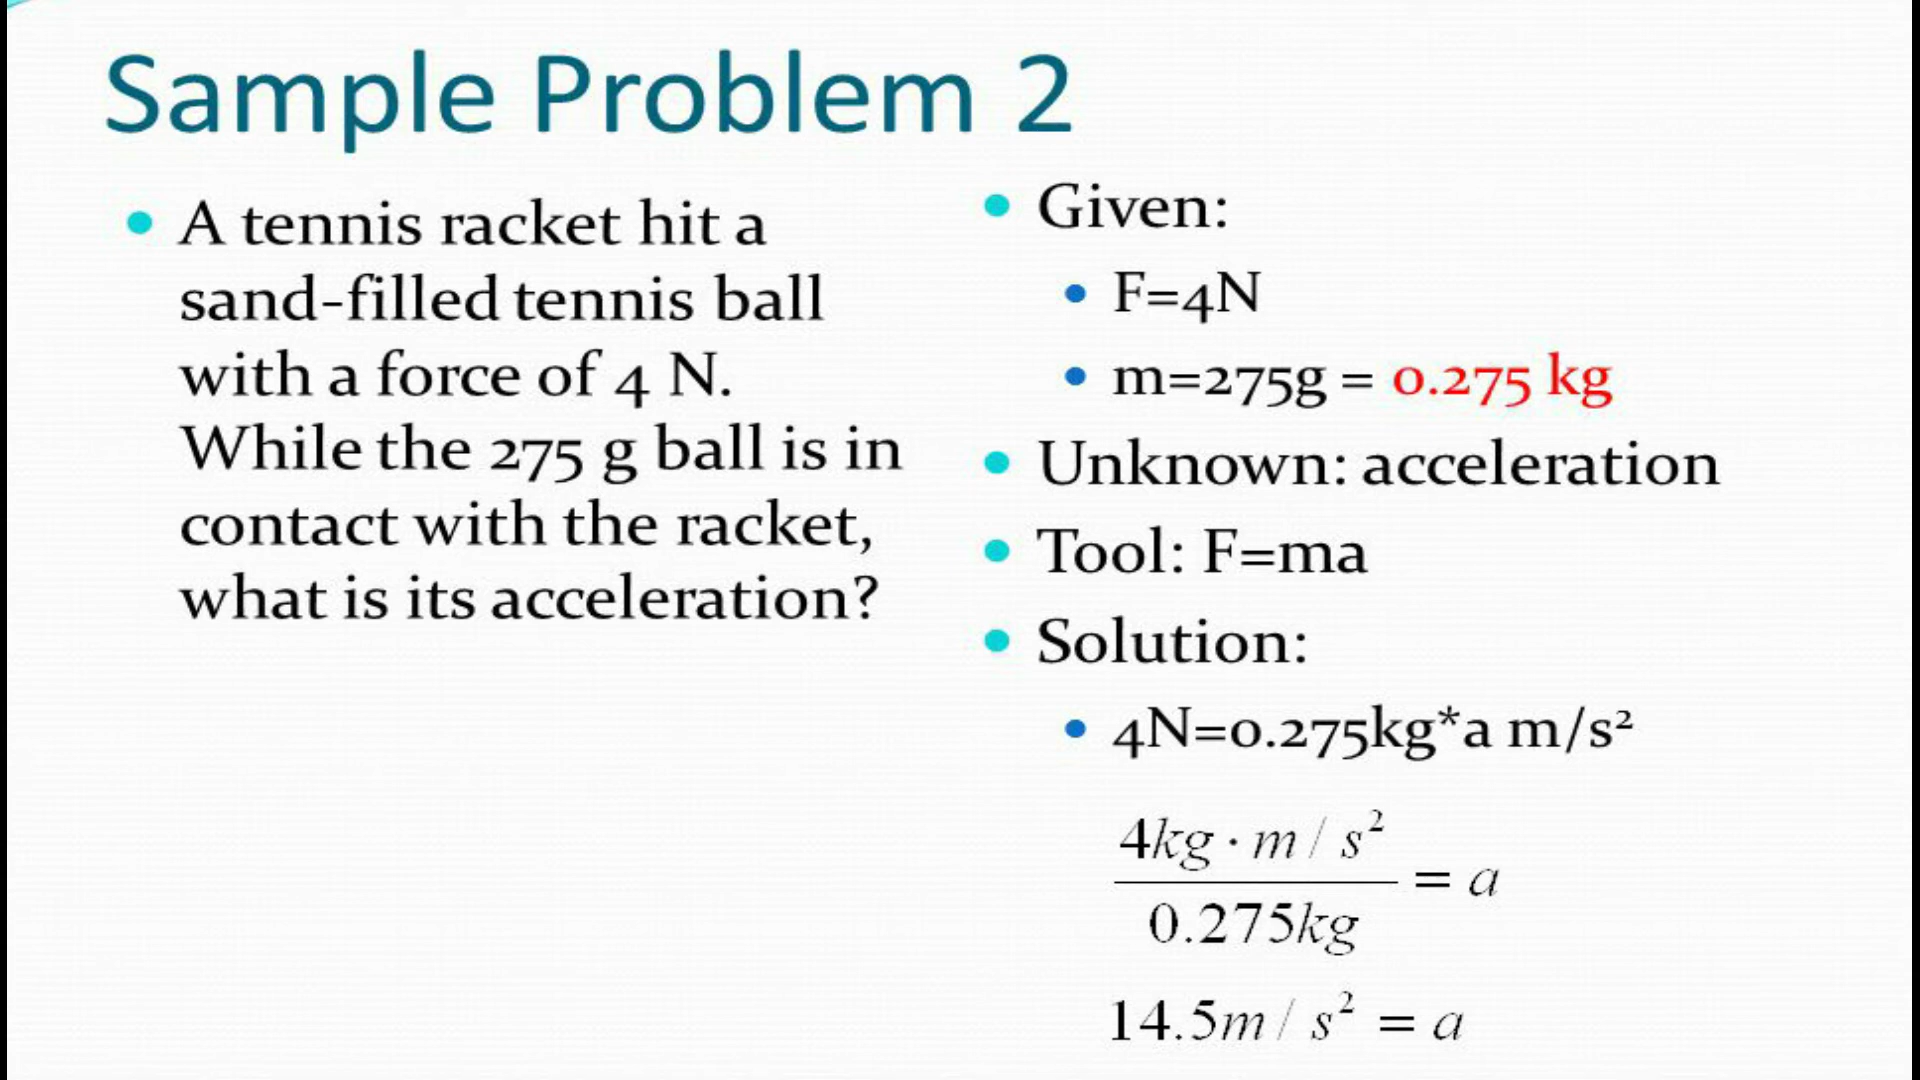 Sample Problem 2
• A tennis racket hit a
sand-filled tennis ball
with a force of 4 N.
While the 275 g ball is in
contact with the racket,
what is its acceleration?
• Given:
• F=4N
• m=275g = 0.275 kg
• Unknown: acceleration
• Tool: F=ma
• Solution:
• 4N=0.275kg*a m/s²
4kg · m / s²
0.275kg
= a
14.5m / s² = a